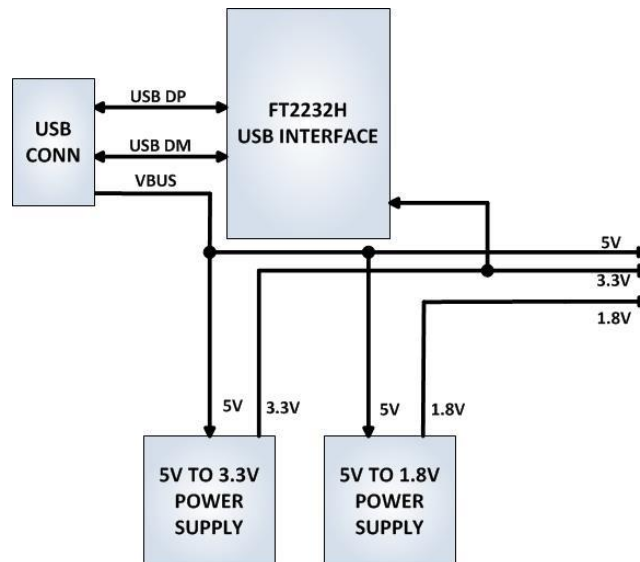 USB
CONN
USB DP
USB DM
VBUS
FT2232H
USB INTERFACE
5V
3.3V
1.8V
5V
3.3V
5V
1.8V
5V TO 3.3V
POWER
SUPPLY
5V TO 1.8V
POWER
SUPPLY